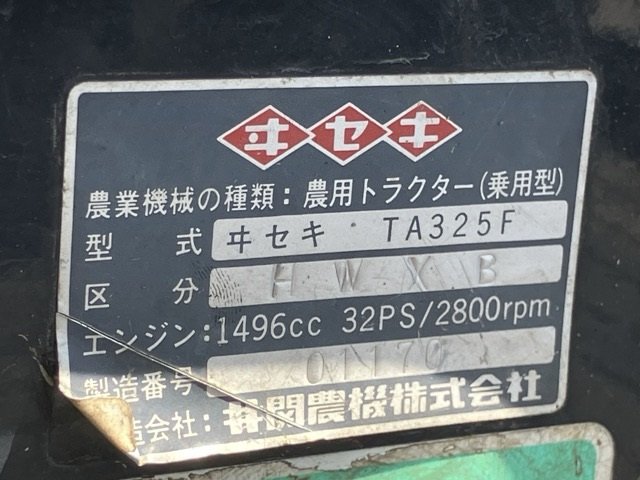 ヰセキ
農業機械の種類：農用トラクター(乗用型)
型式 ヰセキ TA325F
区分 HWXB
エンジン：1496cc 32PS/2800rpm
製造番号 01170
造会社：井関農機株式会社